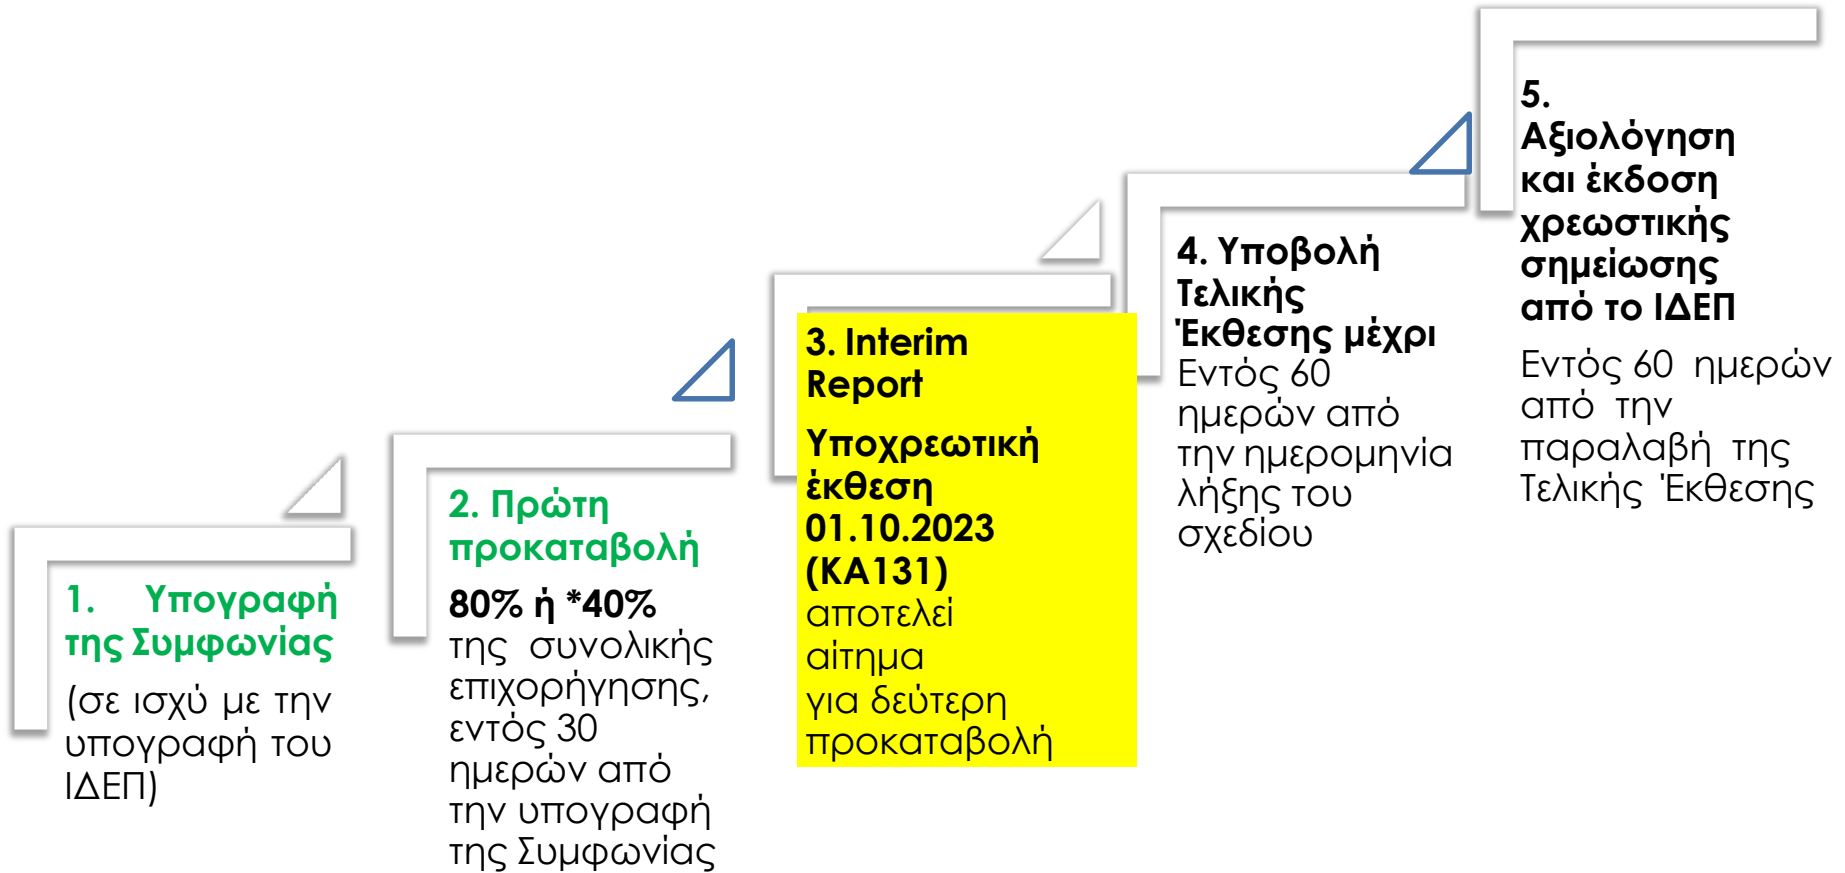 1. Υπογραφή
της Συμφωνίας
(σε ισχύ με την
υπογραφή του
ΙΔΕΠ)
2. Πρώτη
προκαταβολή
80% ή *40%
της συνολικής
επιχορήγησης,
εντός 30
ημερών από
την υπογραφή
της Συμφωνίας
3. Interim
Report
Υποχρεωτική
έκθεση
01.10.2023
(KA131)
αποτελεί
αίτημα
για δεύτερη
προκαταβολή
4. Υποβολή
Τελικής
Έκθεσης μέχρι
Εντός 60
ημερών από
την ημερομηνία
λήξης του
σχεδίου
5.
Αξιολόγηση
και έκδοση
χρεωστικής
σημείωσης
από το ΙΔΕΠ
Εντός 60 ημερών
από την
παραλαβή της
Τελικής Έκθεσης